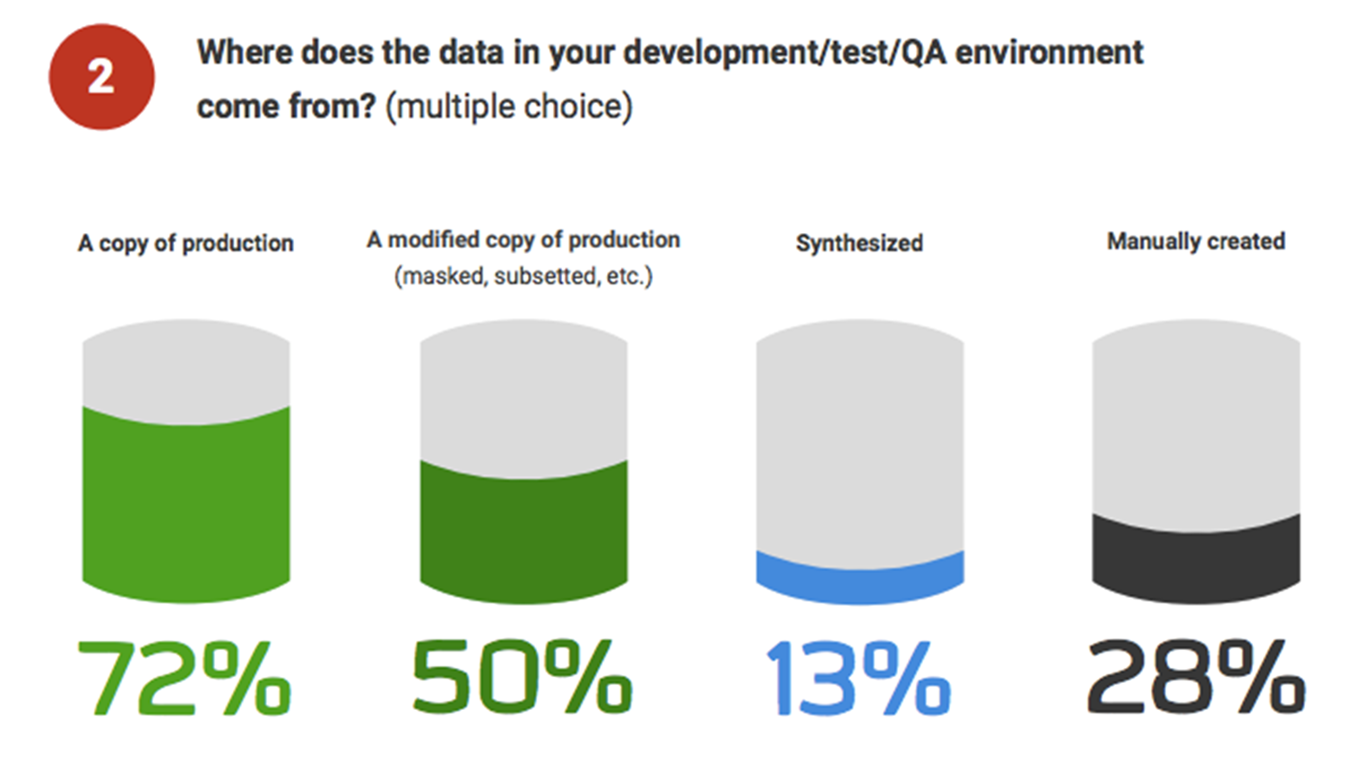 2
Where does the data in your development/test/QA environment
come from? (multiple choice)
A copy of production
A modified copy of production
(masked, subsetted, etc.)
Synthesized
Manually created
72%
50%
13%
28%